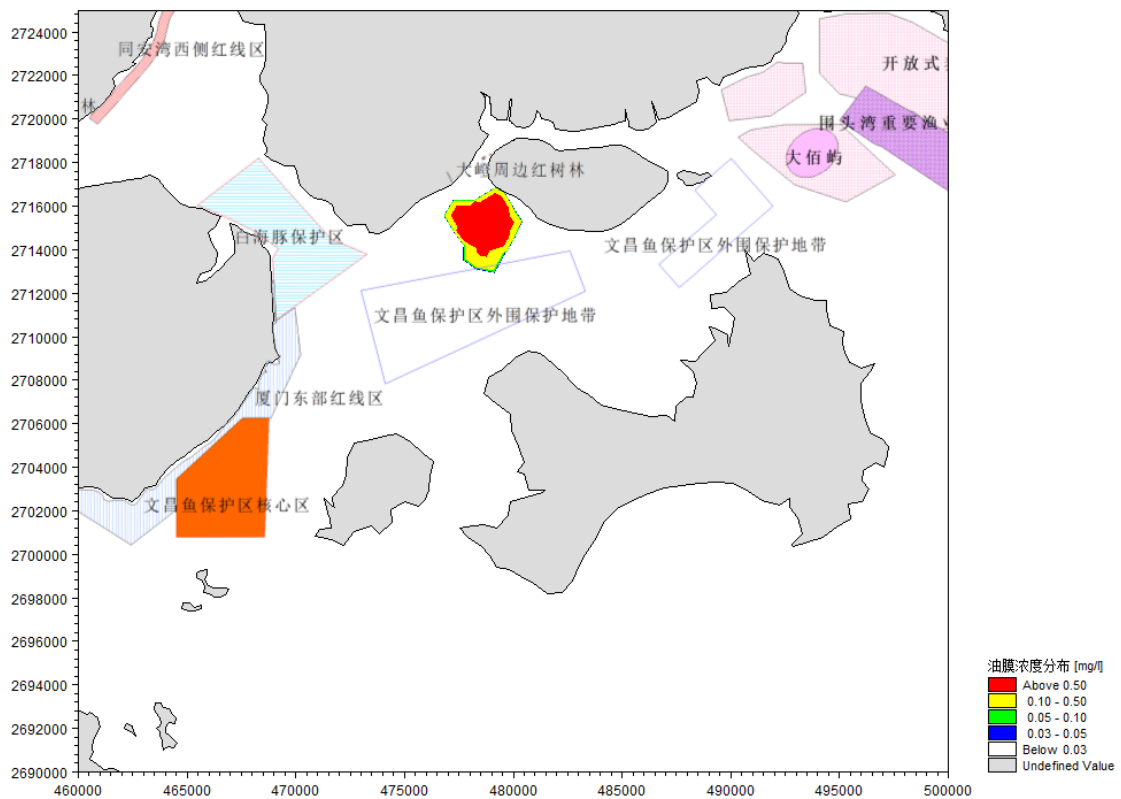 2724000
2722000
2720000
2718000
2716000
2714000
2712000
2710000
2708000
2706000
2704000
2702000
2700000
2698000
2696000
2694000
2692000
2690000
460000 465000 470000 475000 480000 485000 490000 495000 500000
同安湾西侧红线区
开放式
林
围头湾重要渔
大佰屿
大嶝周边红树林
白海豚保护区
文昌鱼保护区外围保护地带
文昌鱼保护区外围保护地带
厦门东部红线区
文昌鱼保护区核心区
油膜浓度分布 [mg/l]
Above 0.50
0.10 - 0.50
0.05 - 0.10
0.03 - 0.05
Below 0.03
Undefined Value